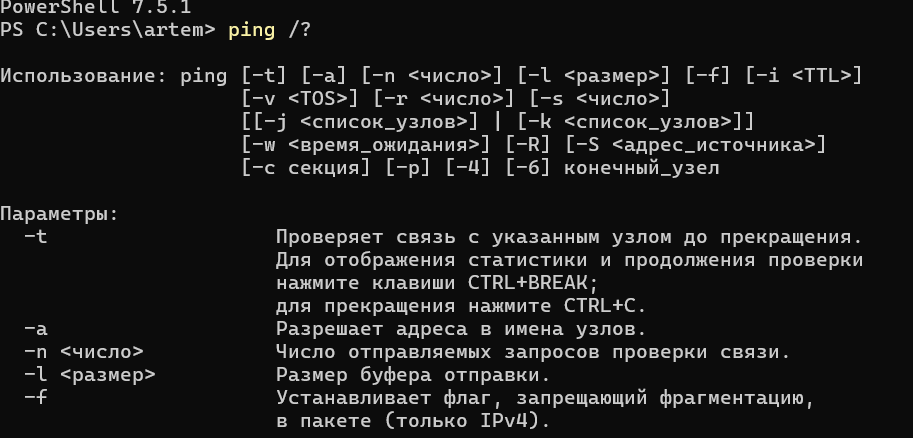 PowerShell 7.5.1
PS C:\Users\artem> ping /?
Использование: ping [-t] [-a] [-n <число>] [-l <размер>] [-f] [-i <TTL>]
[-v <TOS>] [-r <число>] [-s <число>]
[[-j <список_узлов>] | [-k <список_узлов>]]
[-w <время_ожидания>] [-R] [-S <адрес_источника>]
[-c секция] [-p] [-4] [-6] конечный_узел
Параметры:
-t Проверяет связь с указанным узлом до прекращения.
Для отображения статистики и продолжения проверки
нажмите клавиши CTRL+BREAK;
для прекращения нажмите CTRL+C.
-a Разрешает адреса в имена узлов.
-n <число> Число отправляемых запросов проверки связи.
-l <размер> Размер буфера отправки.
-f Устанавливает флаг, запрещающий фрагментацию,
в пакете (только IPv4).